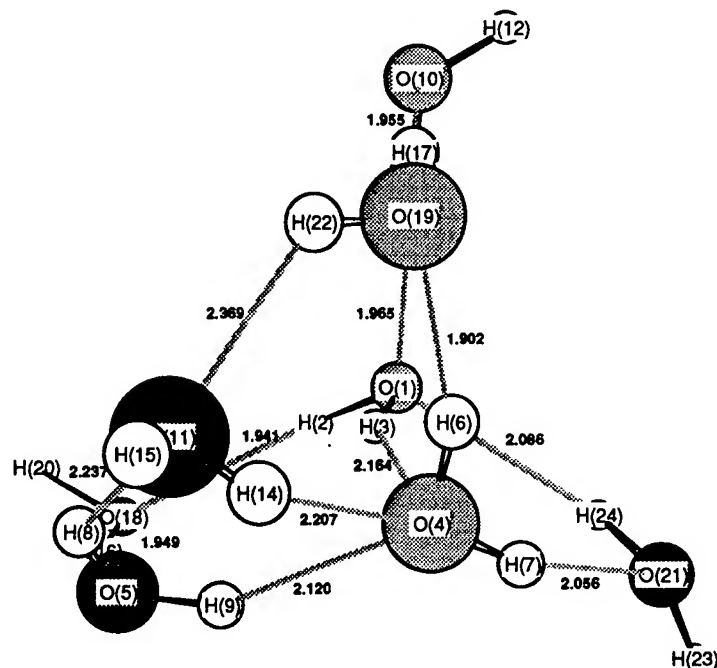 H(12)
O(10)
1.955
H(17)
O(19)
H(22)
2.369
1.965
1.902
O(1)
H(2)
H(3)
H(6)
(11)
1.941
H(15)
2.164
2.086
H(20)
2.237
H(14)
O(18)
2.207
O(4)
H(24)
H(8)
1.949
O(5)
H(9)
2.120
H(7)
2.056
O(21)
H(23)